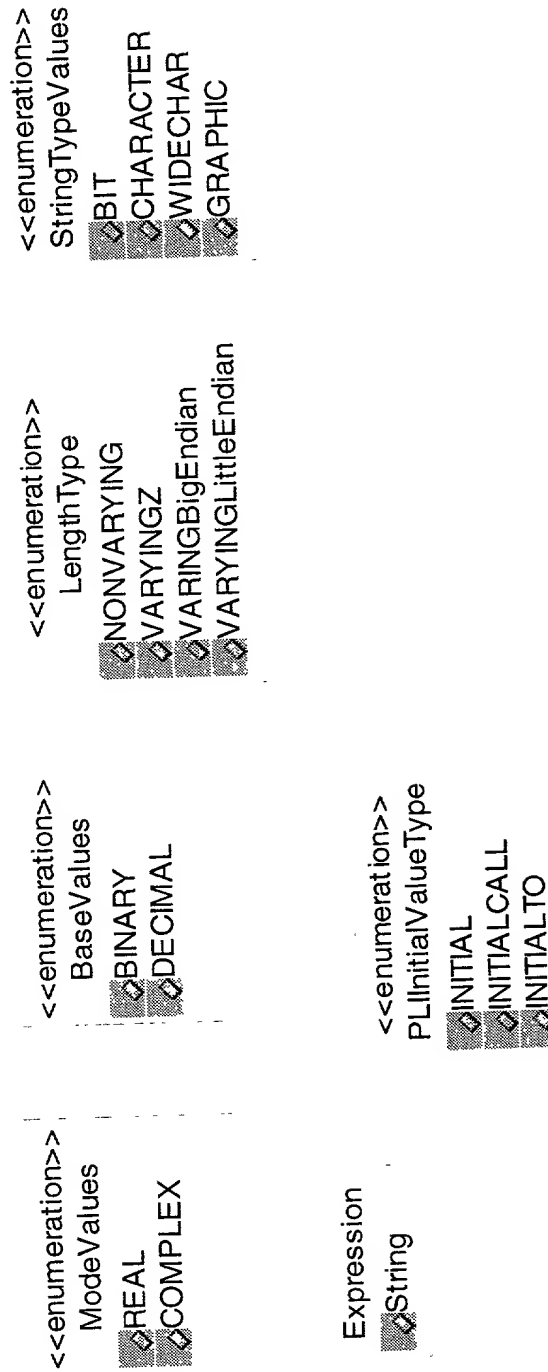 <<enumeration>>
ModeValues
REAL
COMPLEX
<<enumeration>>
BaseValues
BINARY
DECIMAL
<<enumeration>>
LengthType
NONVARYING
VARYINGZ
VARINGBigEndian
VARYINGLittleEndian
<<enumeration>>
StringTypeValues
BIT
CHARACTER
WIDECHAR
GRAPHIC
Expression
String
<<enumeration>>
PLIInitialValueType
INITIAL
INITIALCALL
INITIALTO